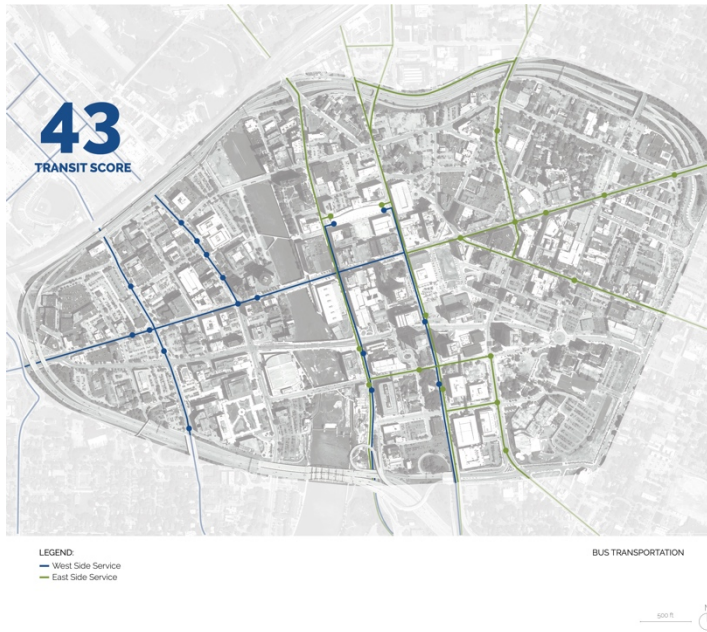 43
TRANSIT SCORE
LEGEND:
West Side Service
East Side Service
BUS TRANSPORTATION
500 ft
N